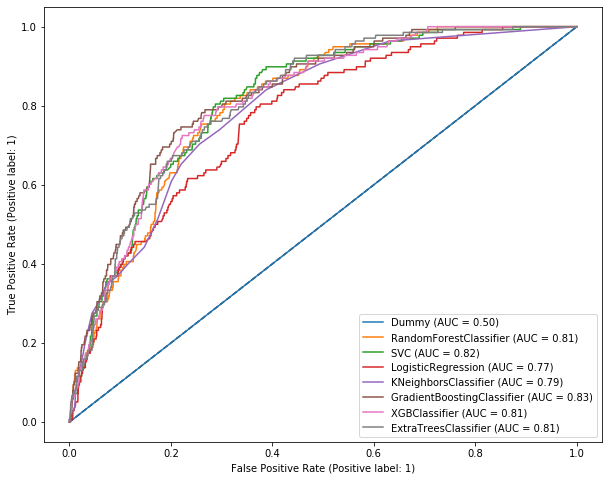 True Positive Rate (Positive label: 1)
1.0
0.8
0.6
0.4
0.2
0.0
Dummy (AUC = 0.50)
RandomForestClassifier (AUC = 0.81)
SVC (AUC = 0.82)
LogisticRegression (AUC = 0.77)
KNeighborsClassifier (AUC = 0.79)
GradientBoostingClassifier (AUC = 0.83)
XGBClassifier (AUC = 0.81)
ExtraTreesClassifier (AUC = 0.81)
0.0 0.2 0.4 0.6 0.8 1.0
False Positive Rate (Positive label: 1)